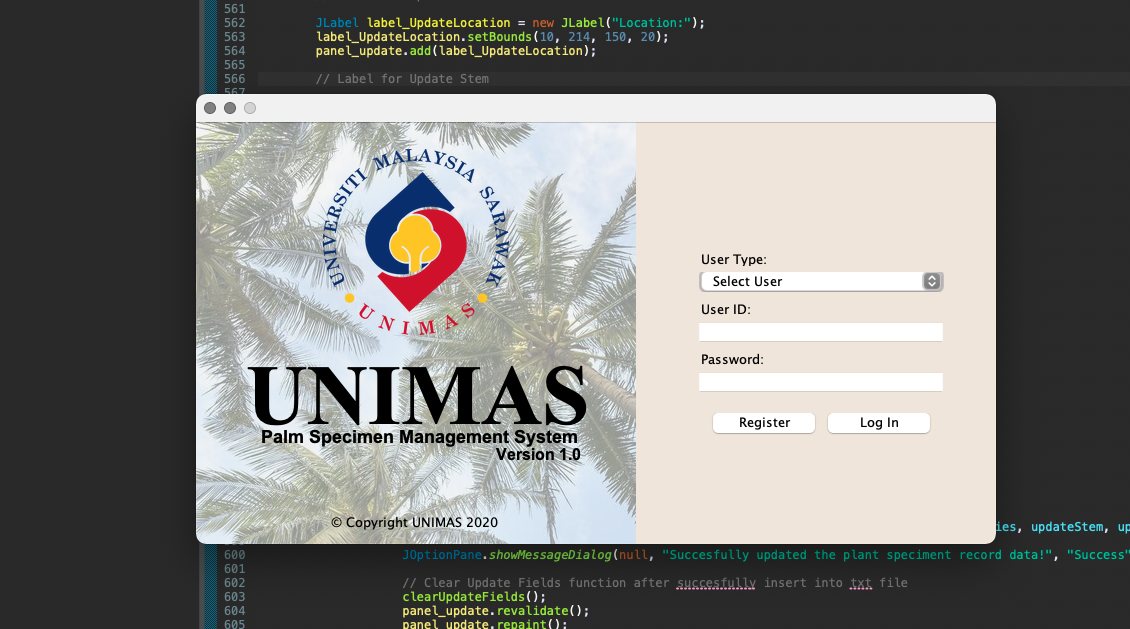 561
562 JLabel label_UpdateLocation = new JLabel("Location:");
563 label_UpdateLocation.setBounds(10, 214, 150, 20);
564 panel_update.add(label_UpdateLocation);
565
566 // Label for Update Stem
567
UNIVERSITI MALAYSIA SARAWAK
UNIMAS
UNIMAS
Palm Specimen Management System
Version 1.0
© Copyright UNIMAS 2020
User Type:
Select User
User ID:
Password:
Register Log In
ies, updateStem, up
600 JOptionPane.showMessageDialog(null, "Succesfully updated the plant speciment record data!", "Success"
601
602 // Clear Update Fields function after succesfully insert into txt file
603 clearUpdateFields();
604 panel_update.revalidate();
605 panel_update.repaint();